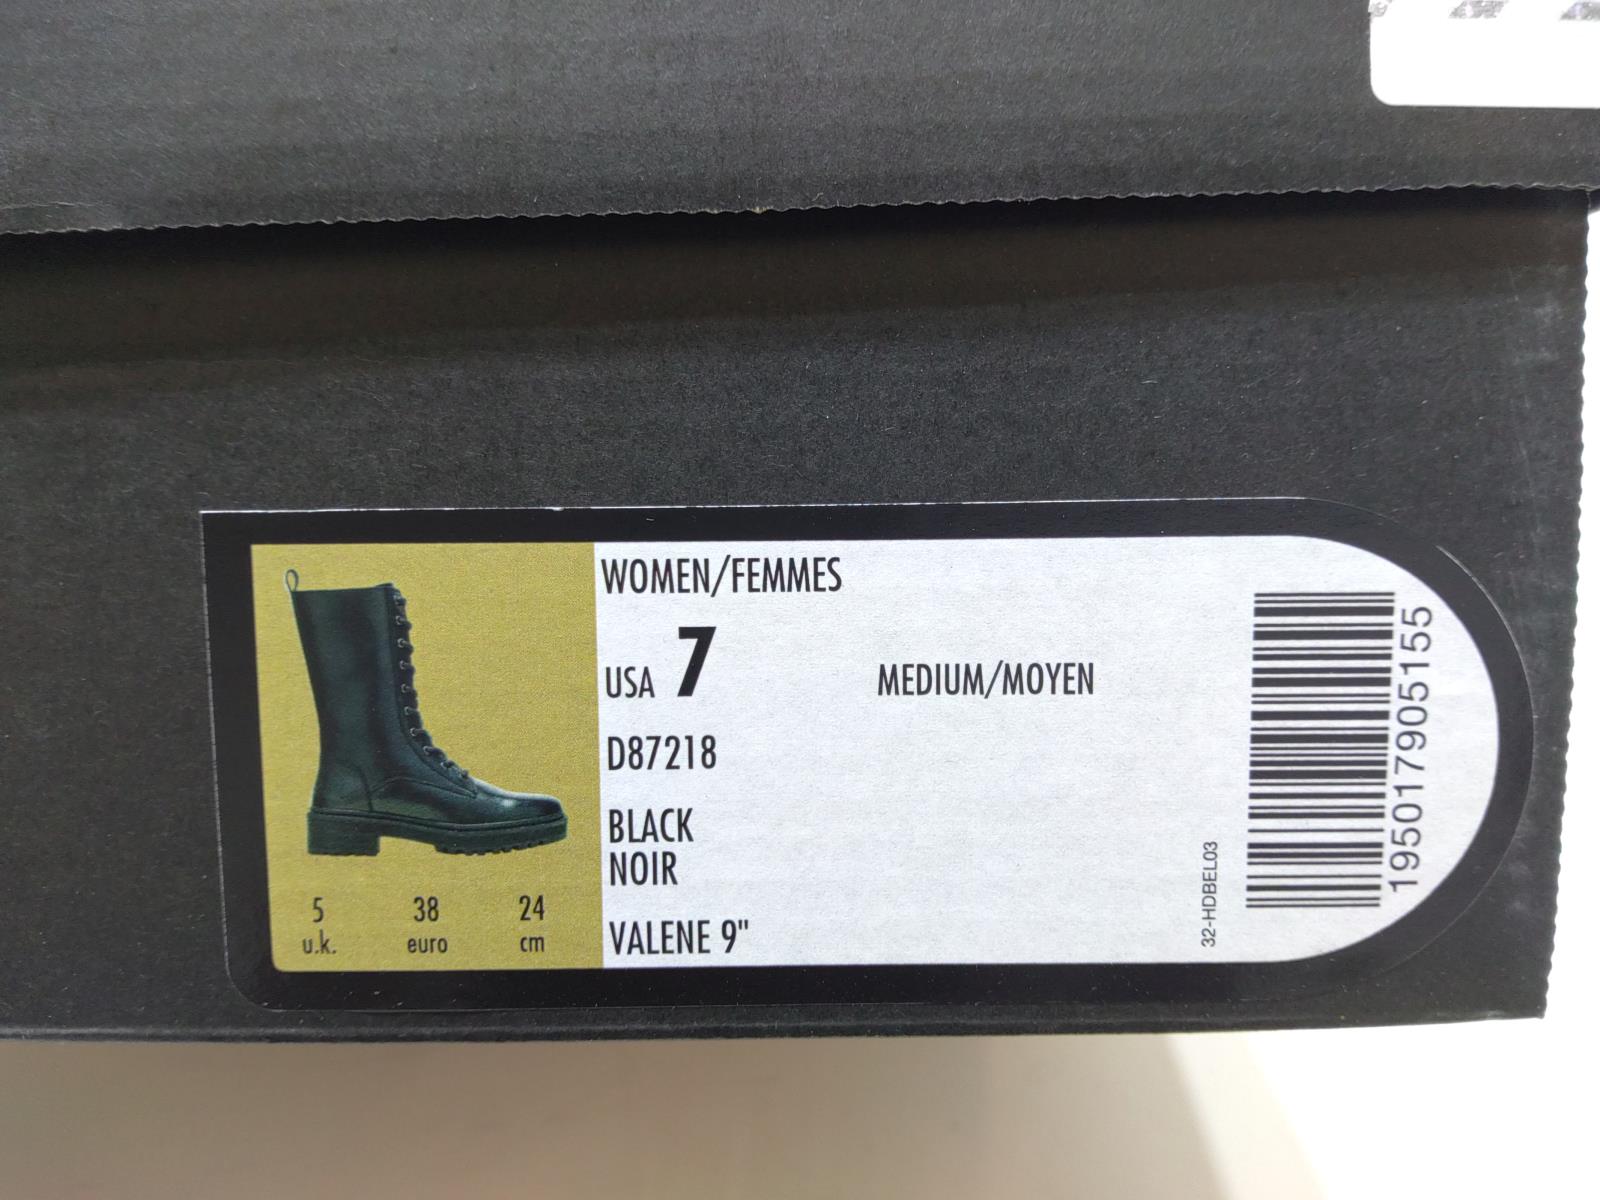 WOMEN/FEMMES
USA 7
MEDIUM/MOYEN
D87218
BLACK
NOIR
VALENE 9"
5 38 24
u.k. euro cm
32-HDBEL03
195017905155